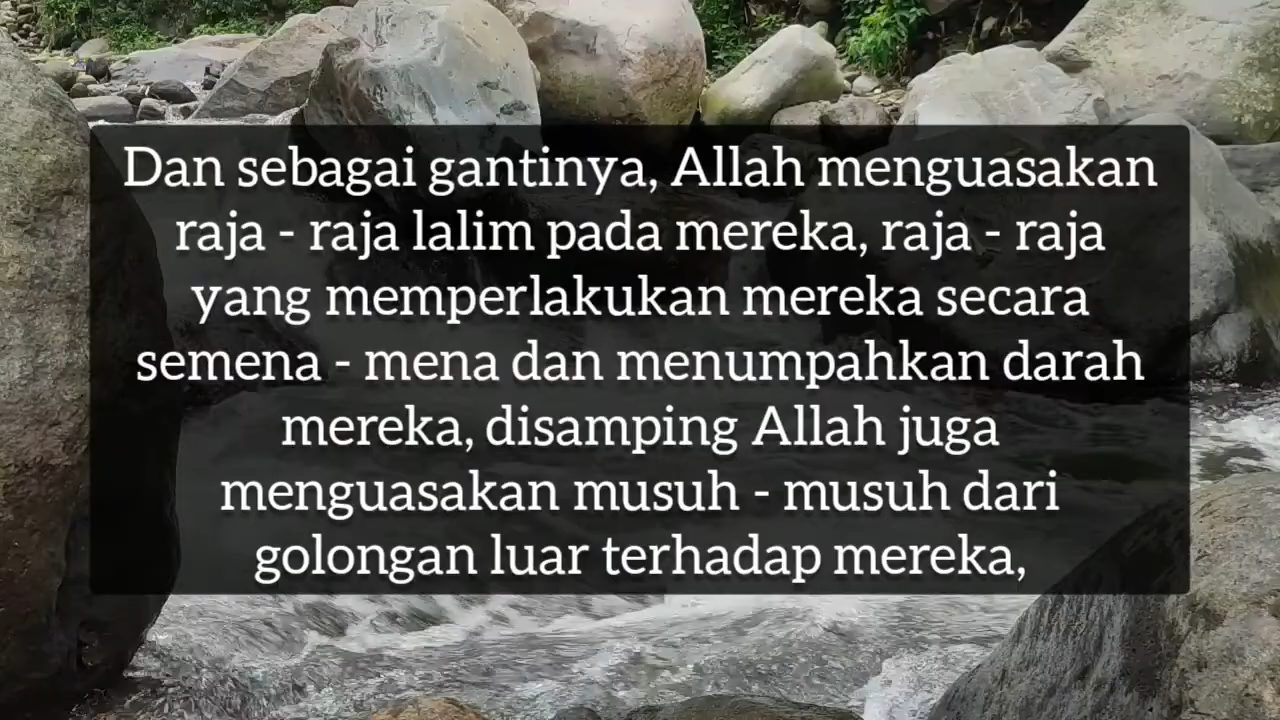 Dan sebagai gantinya, Allah menguasakan
raja - raja lalim pada mereka, raja - raja
yang memperlakukan mereka secara
semena - mena dan menumpahkan darah
mereka, disamping Allah juga
menguasakan musuh - musuh dari
golongan luar terhadap mereka,